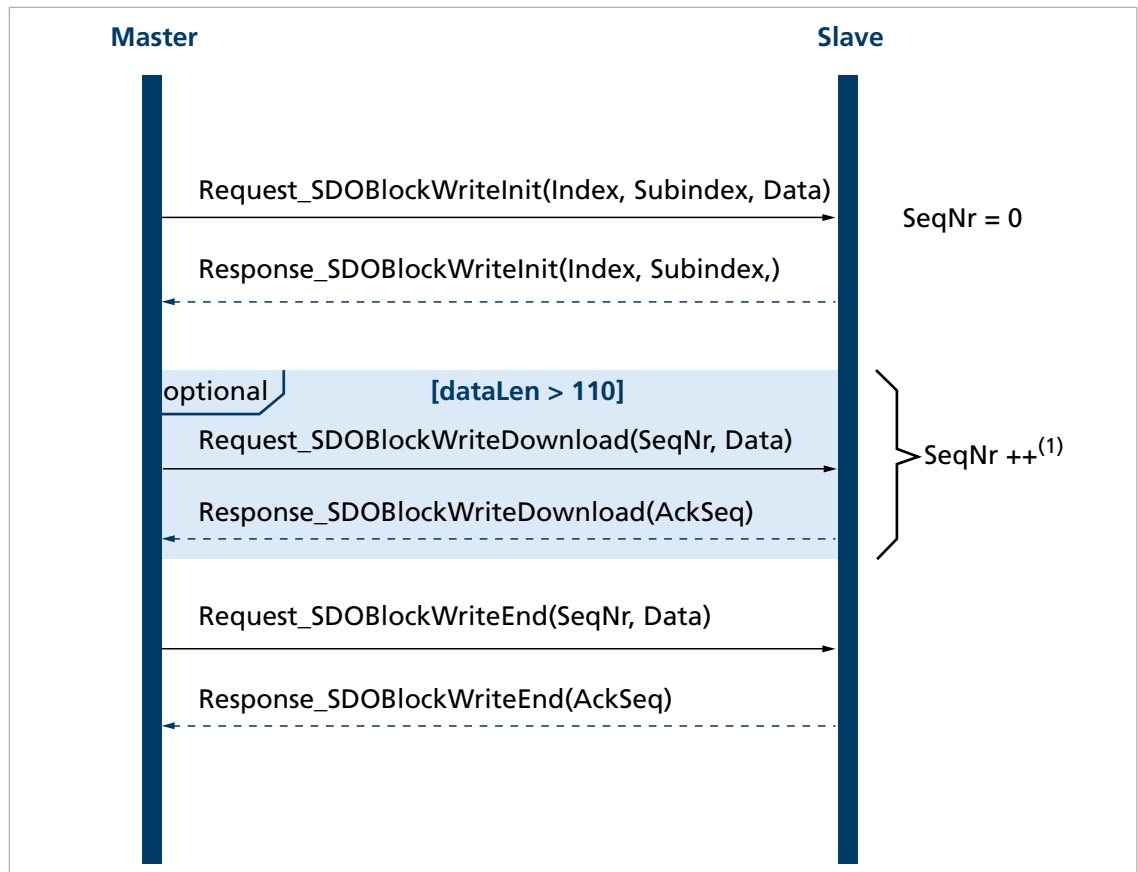 Master
Slave
Request_SDOBlockWriteInit(Index, Subindex, Data)
SeqNr = 0
Response_SDOBlockWriteInit(Index, Subindex,)
optional
[dataLen > 110]
Request_SDOBlockWriteDownload(SeqNr, Data)
SeqNr ++(1)
Response_SDOBlockWriteDownload(AckSeq)
Request_SDOBlockWriteEnd(SeqNr, Data)
Response_SDOBlockWriteEnd(AckSeq)